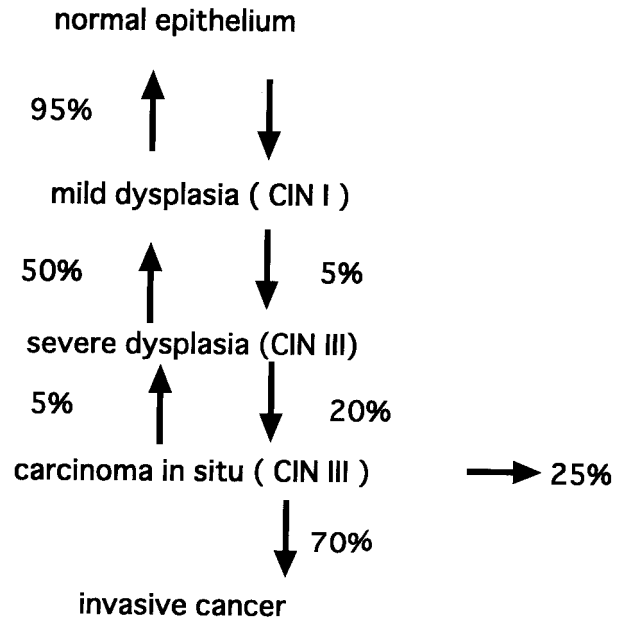 normal epithelium
95%
mild dysplasia ( CIN I )
50%
5%
severe dysplasia (CIN III)
5%
20%
carcinoma in situ ( CIN III )
25%
70%
invasive cancer